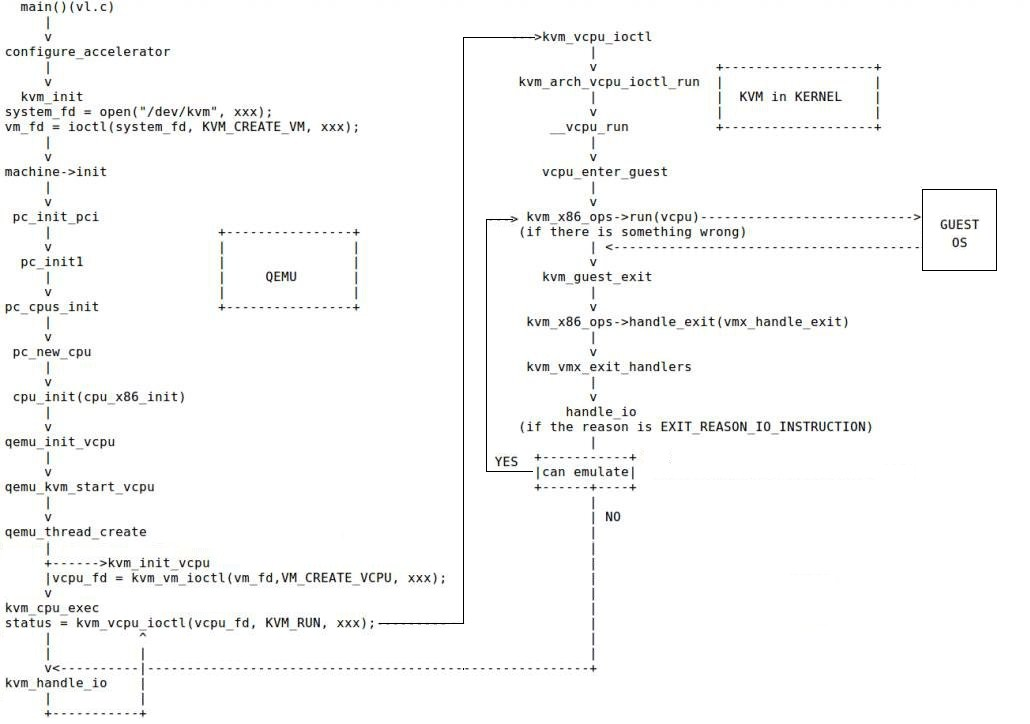 main()(vl.c)
configure_accelerator
kvm_init
system_fd = open("/dev/kvm", xxx);
vm_fd = ioctl(system_fd, KVM_CREATE_VM, xxx);
machine->init
pc_init_pci
pc_init1
QEMU
pc_cpus_init
pc_new_cpu
cpu_init(cpu_x86_init)
qemu_init_vcpu
qemu_kvm_start_vcpu
qemu_thread_create
kvm_init_vcpu
vcpu_fd = kvm_vm_ioctl(vm_fd,VM_CREATE_VCPU, xxx);
kvm_cpu_exec
status = kvm_vcpu_ioctl(vcpu_fd, KVM_RUN, xxx);
kvm_handle_io
kvm_vcpu_ioctl
kvm_arch_vcpu_ioctl_run
KVM in KERNEL
__vcpu_run
vcpu_enter_guest
kvm_x86_ops->run(vcpu)
(if there is something wrong)
GUEST
OS
kvm_guest_exit
kvm_x86_ops->handle_exit(vmx_handle_exit)
kvm_vmx_exit_handlers
handle_io
(if the reason is EXIT_REASON_IO_INSTRUCTION)
YES
can emulate
NO